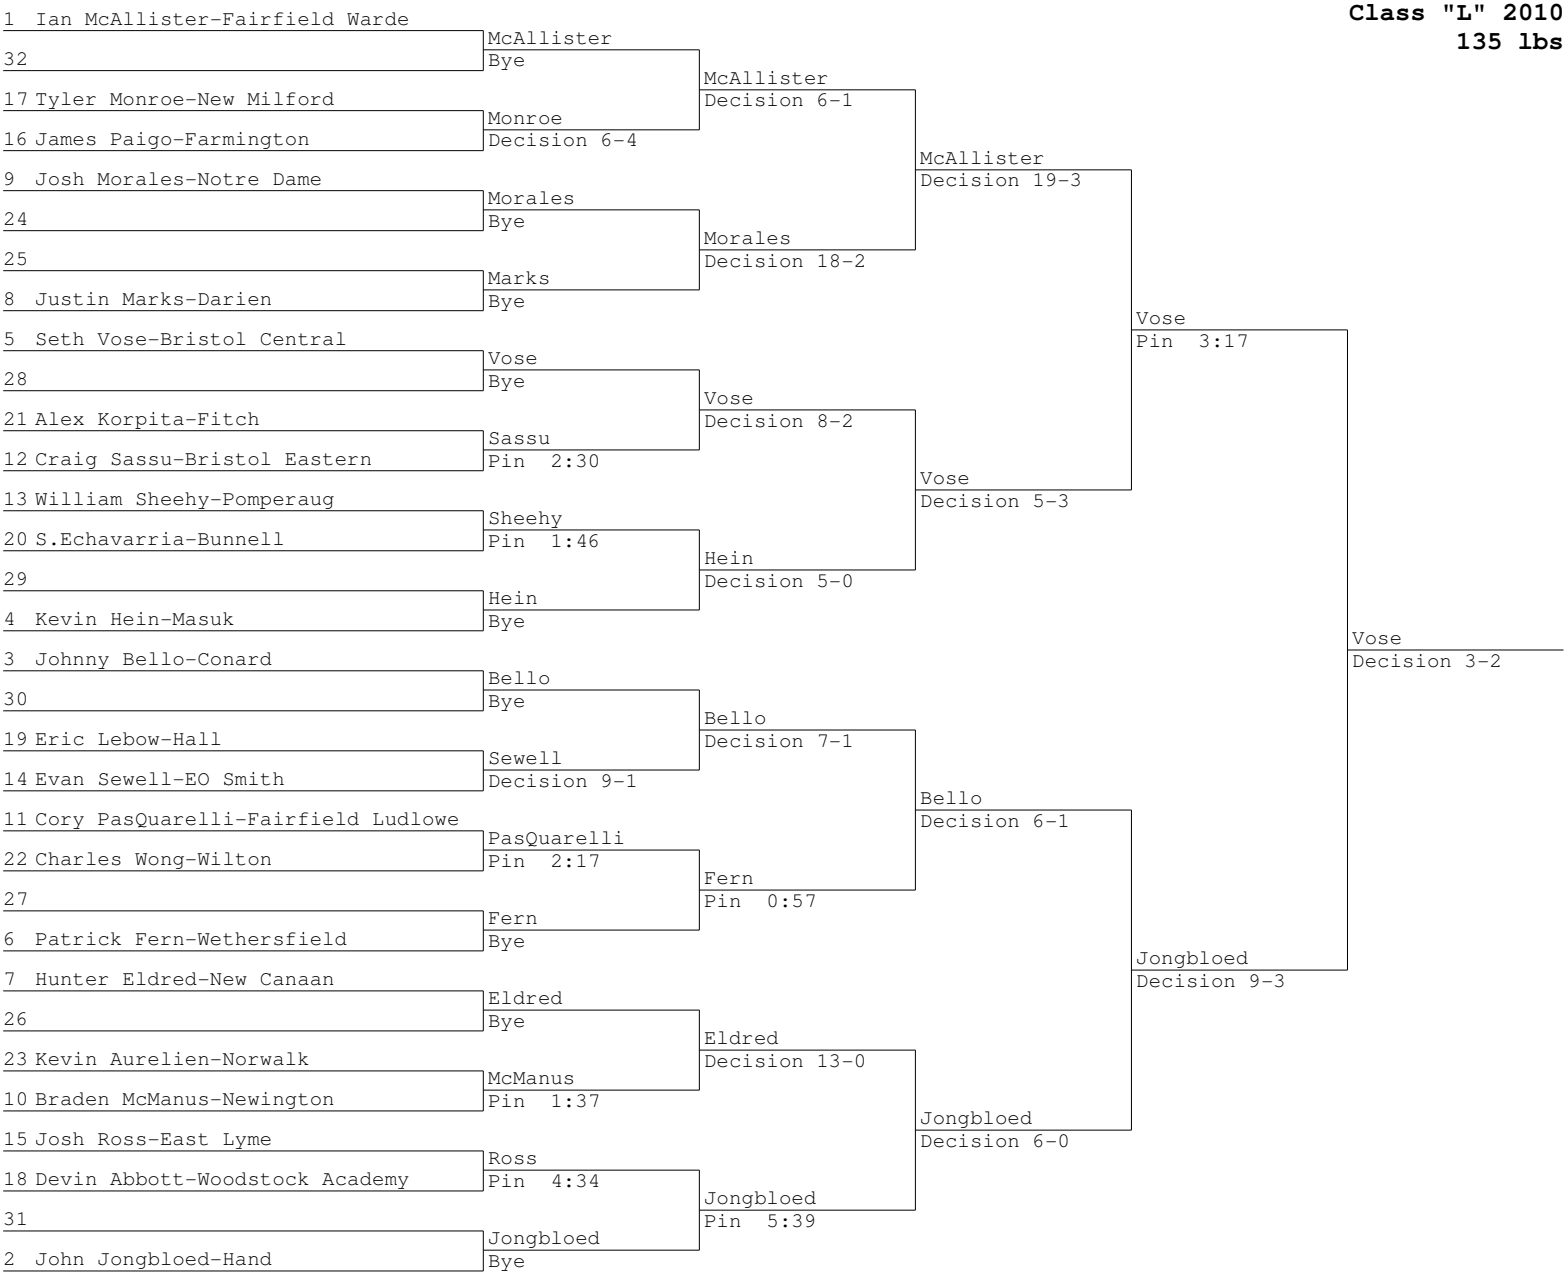 Class "L" 2010
135 lbs
1 Ian McAllister-Fairfield Warde
32
17 Tyler Monroe-New Milford
16 James Paigo-Farmington
9 Josh Morales-Notre Dame
24
25
8 Justin Marks-Darien
5 Seth Vose-Bristol Central
28
21 Alex Korpita-Fitch
12 Craig Sassu-Bristol Eastern
13 William Sheehy-Pomperaug
20 S.Echavarria-Bunnell
29
4 Kevin Hein-Masuk
3 Johnny Bello-Conard
30
19 Eric Lebow-Hall
14 Evan Sewell-EO Smith
11 Cory PasQuarelli-Fairfield Ludlowe
22 Charles Wong-Wilton
27
6 Patrick Fern-Wethersfield
7 Hunter Eldred-New Canaan
26
23 Kevin Aurelien-Norwalk
10 Braden McManus-Newington
15 Josh Ross-East Lyme
18 Devin Abbott-Woodstock Academy
31
2 John Jongbloed-Hand
McAllister
Bye
Monroe
Decision 6-4
Morales
Bye
Marks
Bye
Vose
Bye
Sassu
Pin 2:30
Sheehy
Pin 1:46
Hein
Bye
Bello
Bye
Sewell
Decision 9-1
PasQuarelli
Pin 2:17
Fern
Bye
Eldred
Bye
McManus
Pin 1:37
Ross
Pin 4:34
Jongbloed
Bye
McAllister
Decision 6-1
Morales
Decision 18-2
Vose
Decision 8-2
Hein
Decision 5-0
Bello
Decision 7-1
Fern
Pin 0:57
Eldred
Decision 13-0
Jongbloed
Pin 5:39
McAllister
Decision 19-3
Vose
Decision 5-3
Bello
Decision 6-1
Jongbloed
Decision 6-0
Vose
Pin 3:17
Jongbloed
Decision 9-3
Vose
Decision 3-2